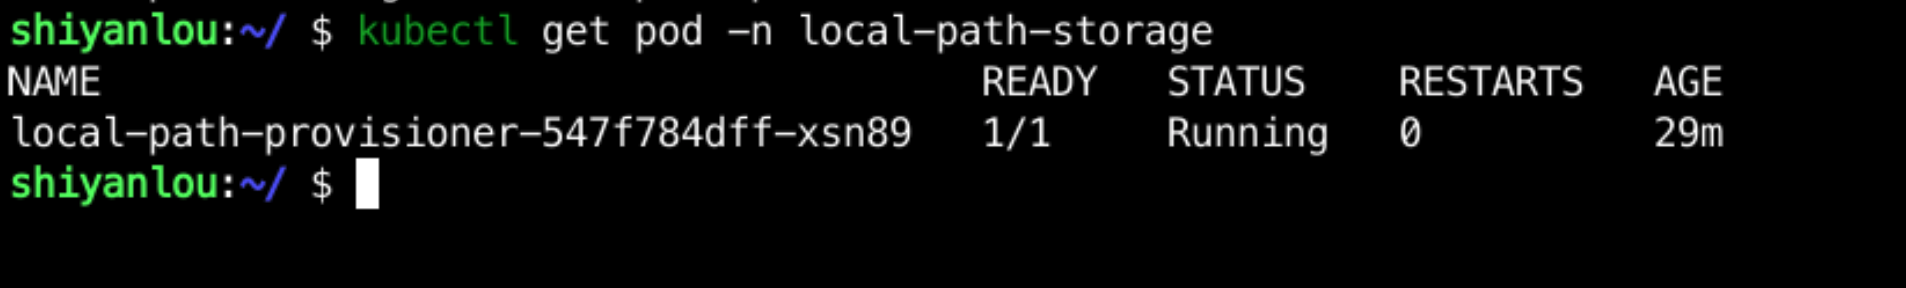 shiyanlou:~/ $ kubectl get pod -n local-path-storage
NAME READY STATUS RESTARTS AGE
local-path-provisioner-547f784dff-xsn89 1/1 Running 0 29m
shiyanlou:~/ $